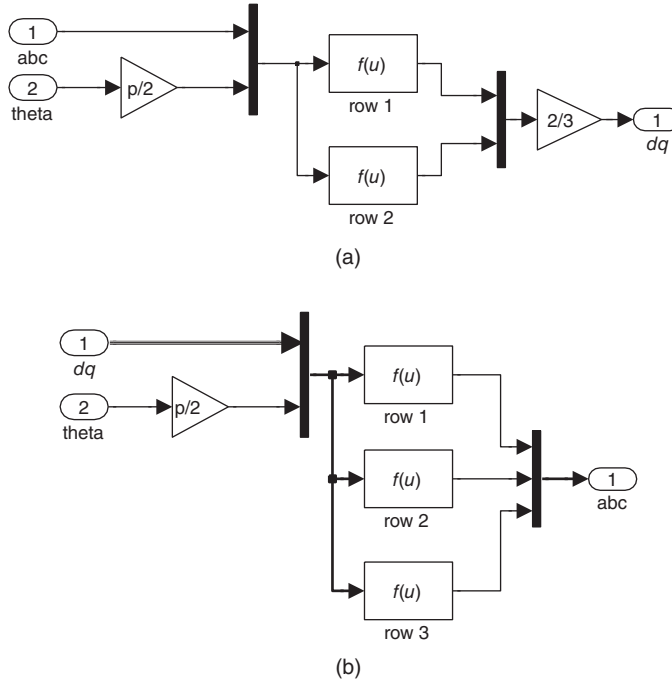 1
abc
2
theta
p/2
f(u)
row 1
f(u)
row 2
2/3
1
dq
(a)
1
dq
2
theta
p/2
f(u)
row 1
f(u)
row 2
f(u)
row 3
1
abc
(b)